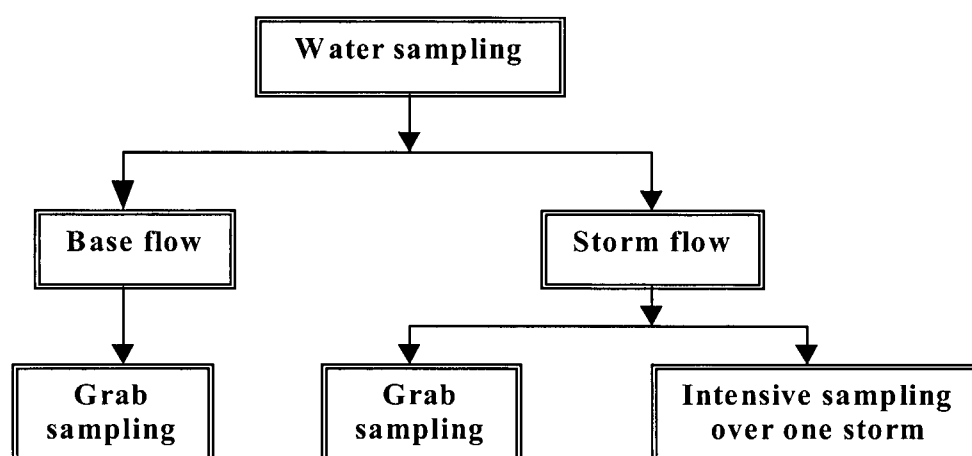 Water sampling
Base flow
Storm flow
Grab
sampling
Grab
sampling
Intensive sampling
over one storm